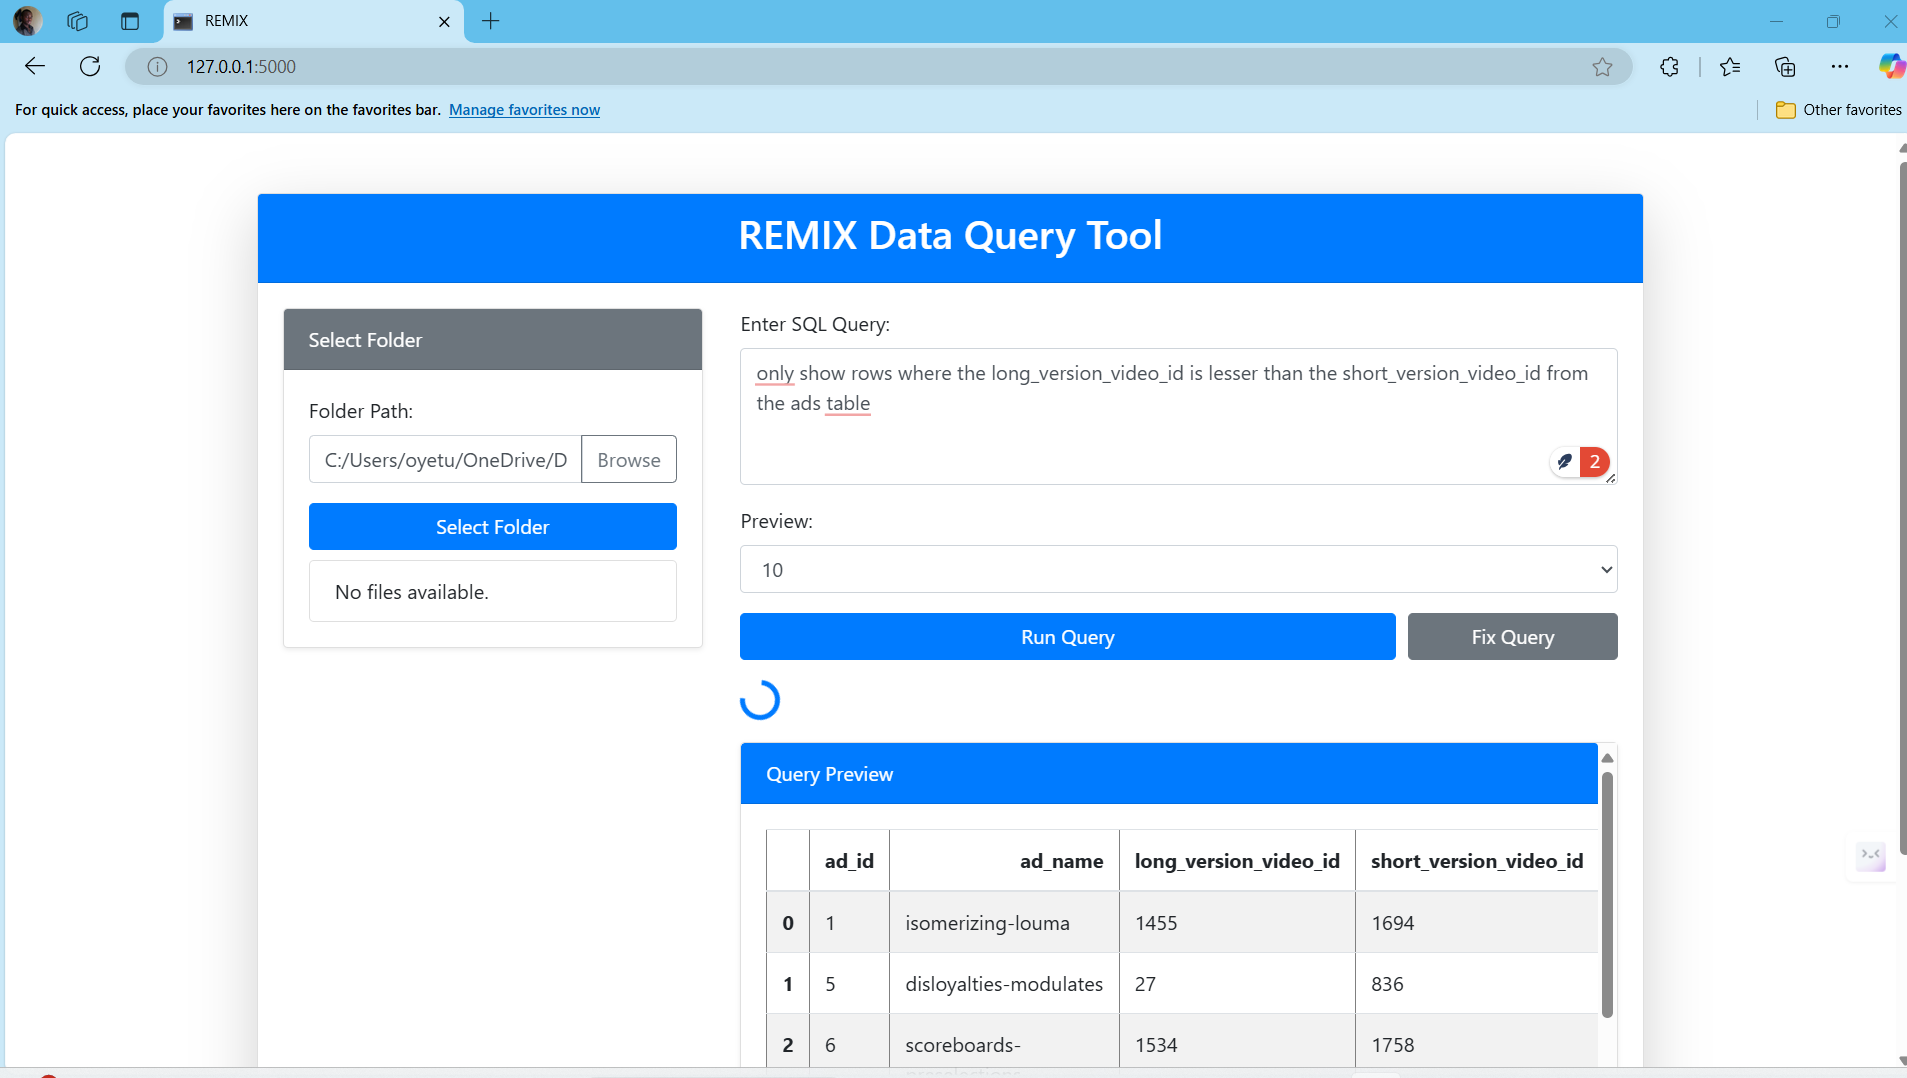 REMIX
127.0.0.1:5000
For quick access, place your favorites here on the favorites bar. Manage favorites now
Other favorites
REMIX Data Query Tool
Select Folder
Folder Path:
C:/Users/oyetu/OneDrive/D
Browse
Select Folder
No files available.
Enter SQL Query:
only show rows where the long_version_video_id is lesser than the short_version_video_id from
the ads table
2
Preview:
10
Run Query
Fix Query
Query Preview
ad_id ad_name long_version_video_id short_version_video_id
0 1 isomerizing-louma 1455 1694
1 5 disloyalties-modulates 27 836
2 6 scoreboards- 1534 1758